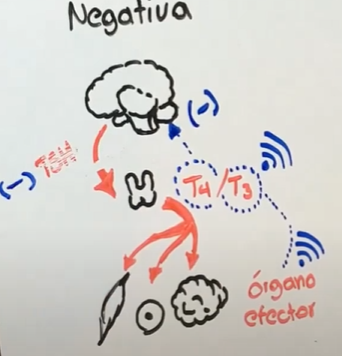 Negativa
(-)
(-) TSH
T4/T3
órgano
efector